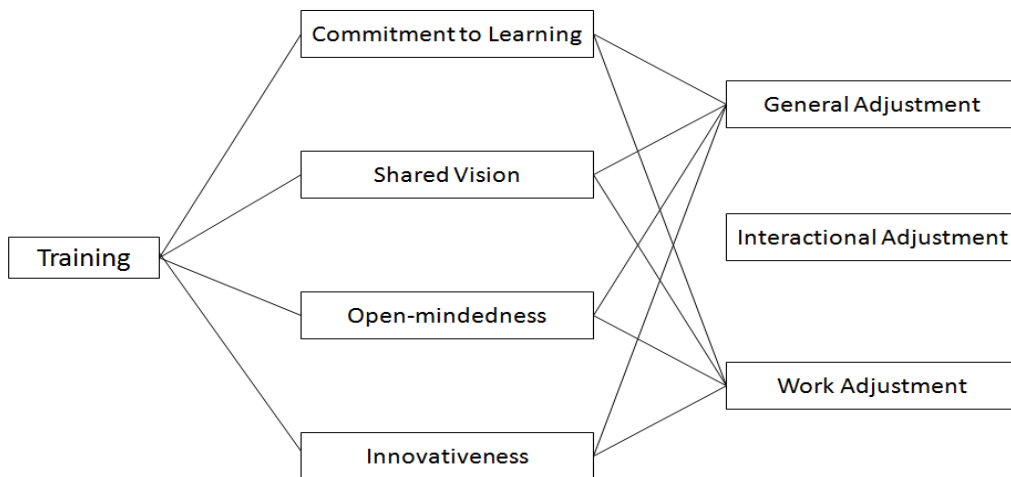 Commitment to Learning
General Adjustment
Shared Vision
Interactional Adjustment
Training
Open-mindedness
Work Adjustment
Innovativeness